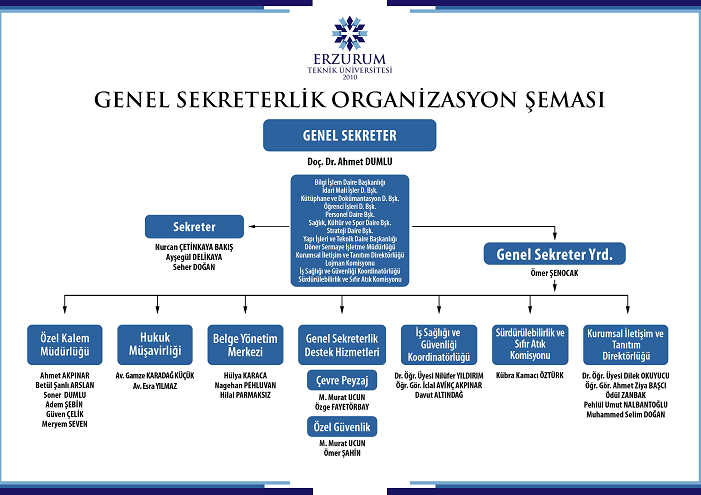 ERZURUM
TEKNİK ÜNİVERSİTESİ
2010
GENEL SEKRETERLİK ORGANİZASYON ŞEMASI
GENEL SEKRETER
Doç. Dr. Ahmet DUMLU
Bilgi İşlem Daire Başkanlığı
İdari Mali İşler D. Bşk.
Kütüphane ve Dokümantasyon D. Bşk.
Öğrenci İşleri D. Bşk.
Personel Daire Bşk.
Sağlık, Kültür ve Spor Daire Bşk.
Strateji Daire Bşk.
Yapı İşleri ve Teknik Daire Başkanlığı
Döner Sermaye İşletme Müdürlüğü
Kurumsal İletişim ve Tanıtım Direktörlüğü
Lojman Komisyonu
İş Sağlığı ve Güvenliği Koordinatörlüğü
Sürdürülebilirlik ve Sıfır Atık Komisyonu
Sekreter
Nurcan ÇETİNKAYA BAKIŞ
Ayşegül DELİKAYA
Seher DOĞAN
Genel Sekreter Yrd.
Ömer ŞENOCAK
Özel Kalem
Müdürlüğü
Ahmet AKPINAR
Betül Şanlı ARSLAN
Soner DUMLU
Adem ŞEBİN
Güven ÇELİK
Meryem SEVEN
Hukuk
Müşavirliği
Av. Gamze KARADAĞ KÜÇÜK
Av. Esra YILMAZ
Belge Yönetim
Merkezi
Hülya KARACA
Nagehan PEHLUVAN
Hilal PARMAKSIZ
Genel Sekreterlik
Destek Hizmetleri
Çevre Peyzaj
M. Murat UCUN
Özge FAYETÖRBAY
Özel Güvenlik
M. Murat UCUN
Ömer ŞAHİN
İş Sağlığı ve
Güvenliği
Koordinatörlüğü
Dr. Öğr. Üyesi Nilüfer YILDIRIM
Öğr. Gör. İclal AVİNÇ AKPINAR
Davut ALTINDAĞ
Sürdürülebilirlik ve
Sıfır Atık
Komisyonu
Kübra Kamacı ÖZTÜRK
Kurumsal İletişim ve
Tanıtım
Direktörlüğü
Dr. Öğr. Üyesi Dilek OKUYUCU
Öğr. Gör. Ahmet Ziya BAŞCI
Ödül ZANBAK
Pehlül Umut NALBANTOĞLU
Muhammed Selim DOĞAN